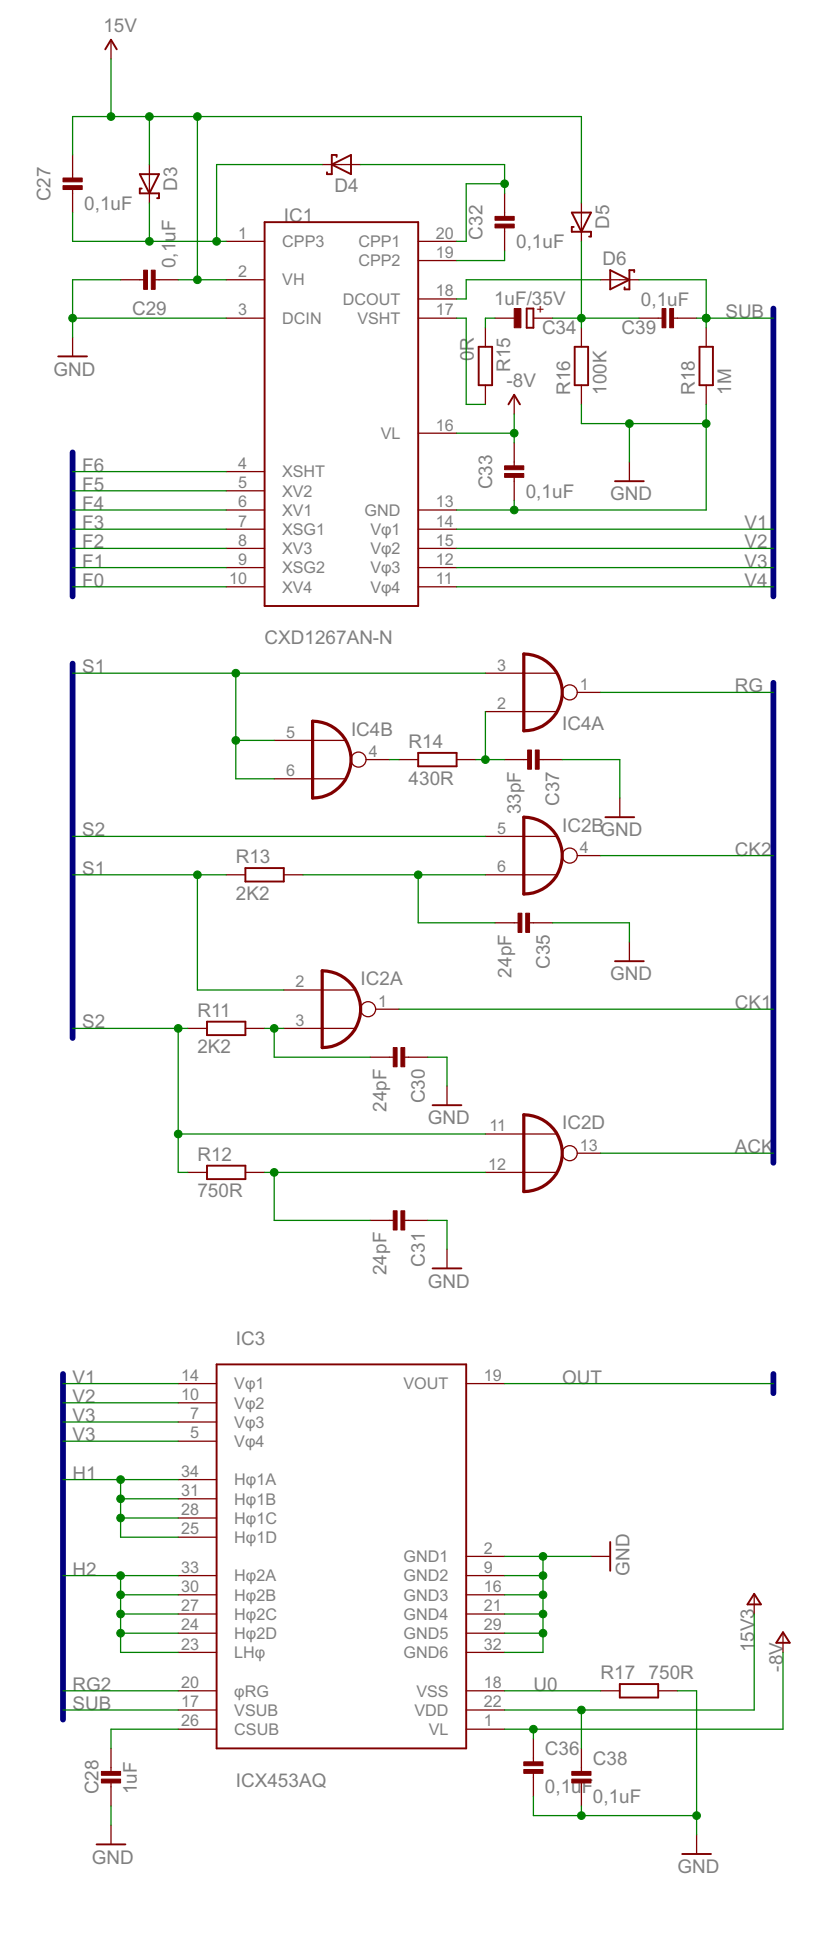 15V
C27
0,1uF
D3
D4
C32
0,1uF
D5
IC1
0,1uF
C29
GND
1 CPP3 CPP1 20
CPP2 19
2 VH
DCOUT 18
3 DCIN VSHT 17
D6
1uF/35V
+
C34
0,1uF
C39
SUB
0R
R15
R16
100K
R18
1M
-8V
VL 16
C33
0,1uF
GND
F6 4 XSHT
F5 5 XV2
F4 6 XV1 GND 13
F3 7 XSG1 Vφ1 14 V1
F2 8 XV3 Vφ2 15 V2
F1 9 XSG2 Vφ3 12 V3
F0 10 XV4 Vφ4 11 V4
CXD1267AN-N
S1 3 1 RG
2 IC4A
5 IC4B
4 R14
6 430R
33pF
C37
GND
S2 5 IC2B
4 CK2
S1 R13 6
2K2
24pF
C35
GND
2 IC2A
1 CK1
S2 R11 3
2K2
24pF
C30
GND
11 IC2D
13 ACK
R12 12
750R
24pF
C31
GND
IC3
V1 14 Vφ1 VOUT 19 OUT
V2 10 Vφ2
V3 7 Vφ3
V3 5 Vφ4
H1 34 Hφ1A
31 Hφ1B
28 Hφ1C
25 Hφ1D
GND1 2 GND
H2 33 Hφ2A GND2 9
30 Hφ2B GND3 16
27 Hφ2C GND4 21
24 Hφ2D GND5 29
23 LHφ GND6 32
15V3
-8V
RG2 20 φRG VSS 18 U0 R17 750R
SUB 17 VSUB VDD 22
26 CSUB VL 1
C28
1uF
C36
0,1uF
C38
0,1uF
ICX453AQ
GND
GND